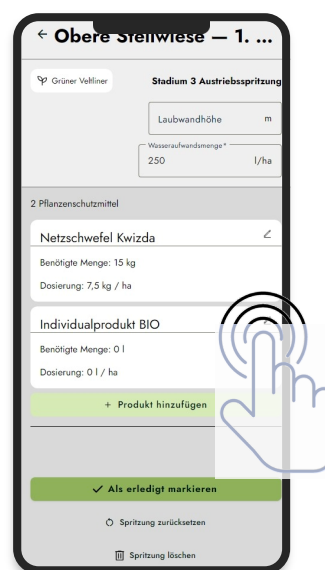 ← Obere Steilwiese — 1. ...
Grüner Veltliner
Stadium 3 Austriebsspritzung
Laubwandhöhe m
Wasseraufwandsmenge*
250 l/ha
2 Pflanzenschutzmittel
Netzschwefel Kwizda
Benötigte Menge: 15 kg
Dosierung: 7,5 kg / ha
Individualprodukt BIO
Benötigte Menge: 0 l
Dosierung: 0 l / ha
+ Produkt hinzufügen
✓ Als erledigt markieren
Spritzung zurücksetzen
Spritzung löschen